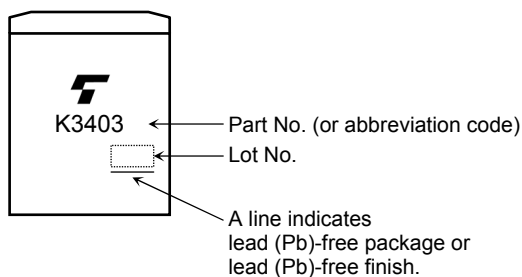 K3403
Part No. (or abbreviation code)
Lot No.
A line indicates
lead (Pb)-free package or
lead (Pb)-free finish.